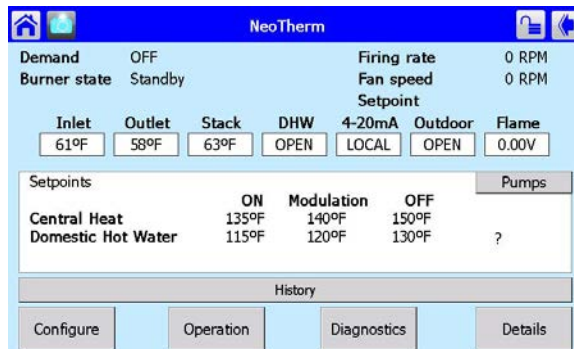 NeoTherm
Demand OFF Firing rate 0 RPM
Burner state Standby Fan speed 0 RPM
Setpoint
Inlet Outlet Stack DHW 4-20mA Outdoor Flame
61ºF 58ºF 63ºF OPEN LOCAL OPEN 0.00V
Setpoints Pumps
ON Modulation OFF
Central Heat 135ºF 140ºF 150ºF
Domestic Hot Water 115ºF 120ºF 130ºF ?
History
Configure Operation Diagnostics Details